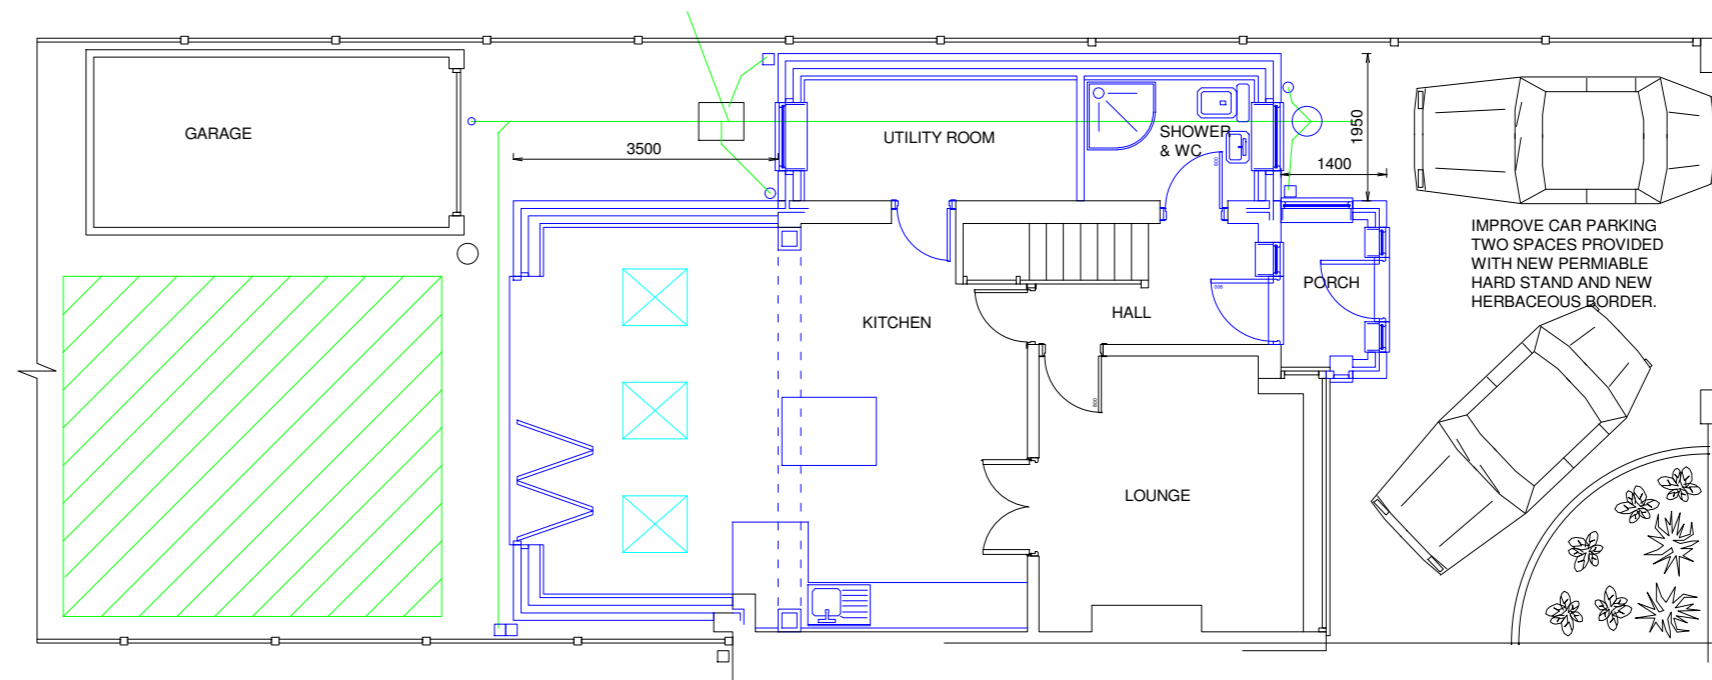 GARAGE
3500
UTILITY ROOM
SHOWER
& WC
1950
1400
IMPROVE CAR PARKING
TWO SPACES PROVIDED
WITH NEW PERMIABLE
HARD STAND AND NEW
HERBACEOUS BORDER.
PORCH
HALL
KITCHEN
LOUNGE